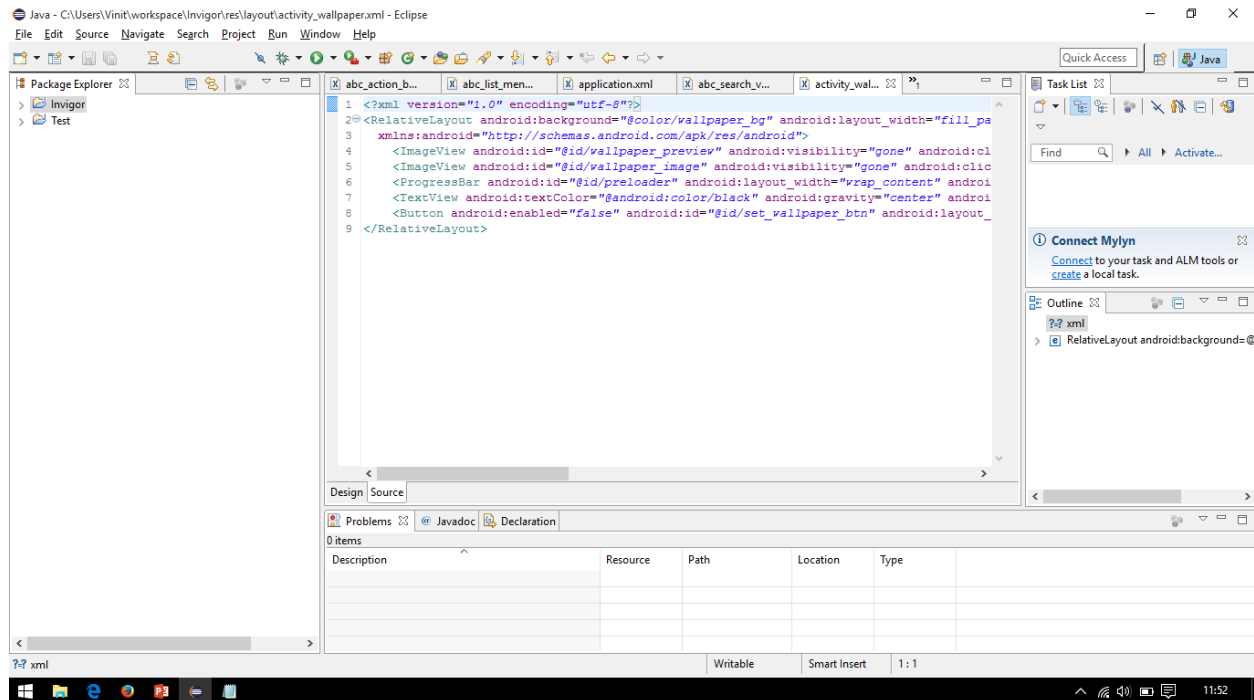 Java - C:\Users\Vinit\workspace\Invigor\res\layout\activity_wallpaper.xml - Eclipse
File Edit Source Navigate Search Project Run Window Help
Quick Access
Java
Package Explorer
Invigor
Test
abc_action_b...
abc_list_men...
application.xml
abc_search_v...
activity_wal...
»1
1 <?xml version="1.0" encoding="utf-8"?>
2 <RelativeLayout android:background="@color/wallpaper_bg" android:layout_width="fill_pa
3 xmlns:android="http://schemas.android.com/apk/res/android">
4 <ImageView android:id="@id/wallpaper_preview" android:visibility="gone" android:cl
5 <ImageView android:id="@id/wallpaper_image" android:visibility="gone" android:clic
6 <ProgressBar android:id="@id/preloader" android:layout_width="wrap_content" androi
7 <TextView android:textColor="@android:color/black" android:gravity="center" androi
8 <Button android:enabled="false" android:id="@id/set_wallpaper_btn" android:layout_
9 </RelativeLayout>
Design Source
Task List
Find All Activate...
Connect Mylyn
Connect to your task and ALM tools or
create a local task.
Outline
?=? xml
e RelativeLayout android:background=@
Problems @ Javadoc Declaration
0 items
Description Resource Path Location Type
?=? xml Writable Smart Insert 1 : 1
11:52